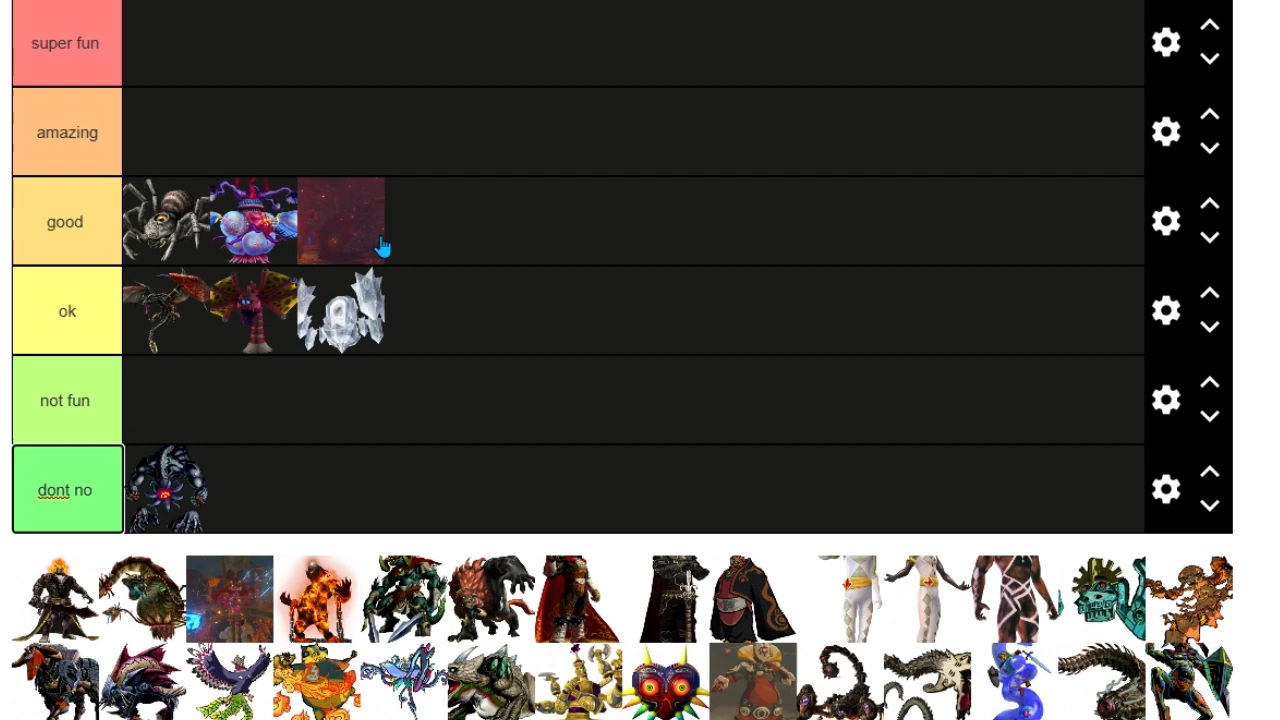 super fun
amazing
good
ok
not fun
dont no